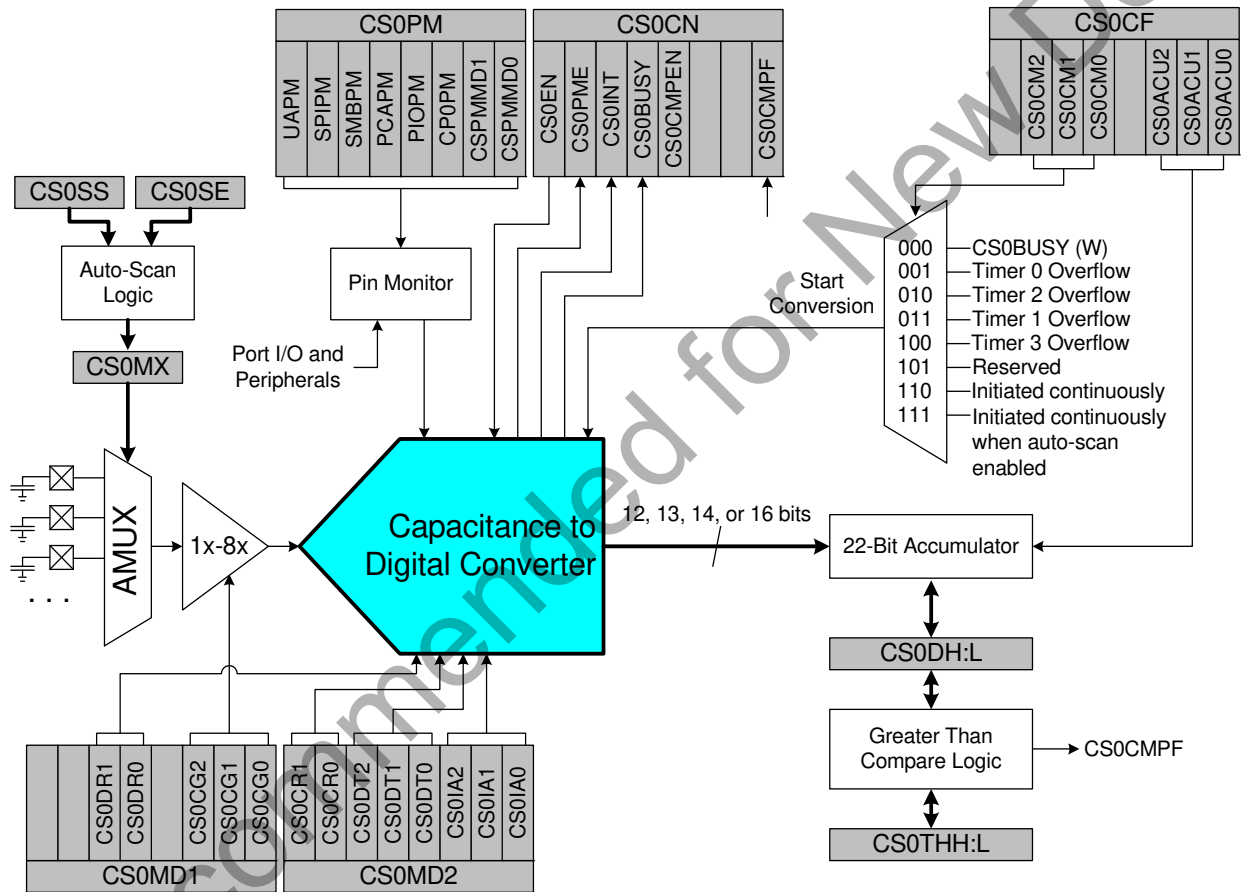 CS0PM
UAPM
SPIPM
SMBPM
PCAPM
PIOPM
CP0PM
CSPMMD1
CSPMMD0
CS0CN
CS0EN
CS0PME
CS0INT
CS0BUSY
CS0CMPEN
CS0CMPF
CS0CF
CS0CM2
CS0CM1
CS0CM0
CS0ACU2
CS0ACU1
CS0ACU0
CS0SS
CS0SE
Auto-Scan
Logic
CS0MX
Pin Monitor
Port I/O and
Peripherals
Start
Conversion
000 CS0BUSY (W)
001 Timer 0 Overflow
010 Timer 2 Overflow
011 Timer 1 Overflow
100 Timer 3 Overflow
101 Reserved
110 Initiated continuously
111 Initiated continuously
when auto-scan
enabled
AMUX
. . .
1x-8x
Capacitance to
Digital Converter
12, 13, 14, or 16 bits
22-Bit Accumulator
CS0DH:L
Greater Than
Compare Logic
CS0CMPF
CS0THH:L
CS0DR1
CS0DR0
CS0CG2
CS0CG1
CS0CG0
CS0MD1
CS0CR1
CS0CR0
CS0DT2
CS0DT1
CS0DT0
CS0IA2
CS0IA1
CS0IA0
CS0MD2
commended for New De